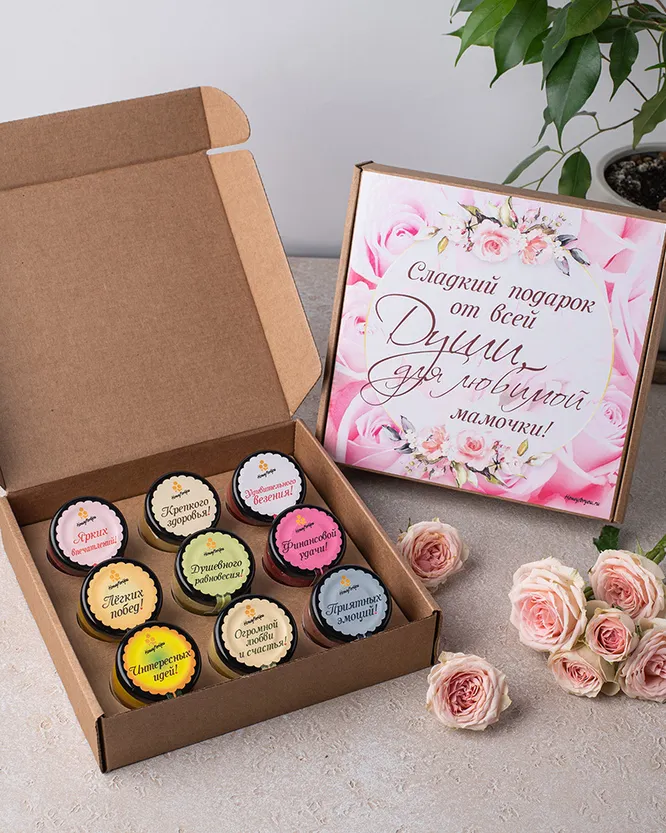 Сладкий подарок
от всей
Души
для любимой
мамочки!
Ярких
впечатлений!
Крепкого
здоровья!
Удивительного
везения!
Лёгких
побед!
Душевного
равновесия!
Финансовой
удачи!
Интересных
идей!
Огромной
любви
и счастья!
Приятных
эмоций!